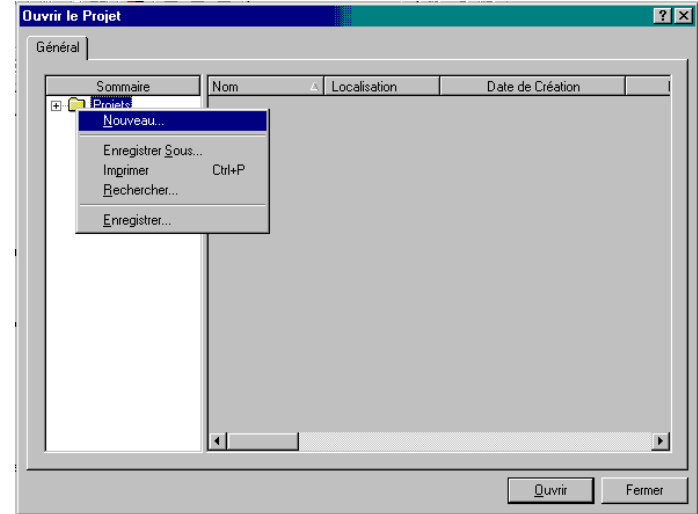 Ouvrir le Projet
Général
Sommaire Nom Localisation Date de Création
Projets
Nouveau...
Enregistrer Sous...
Imprimer Ctrl+P
Rechercher...
Enregistrer...
Ouvrir Fermer